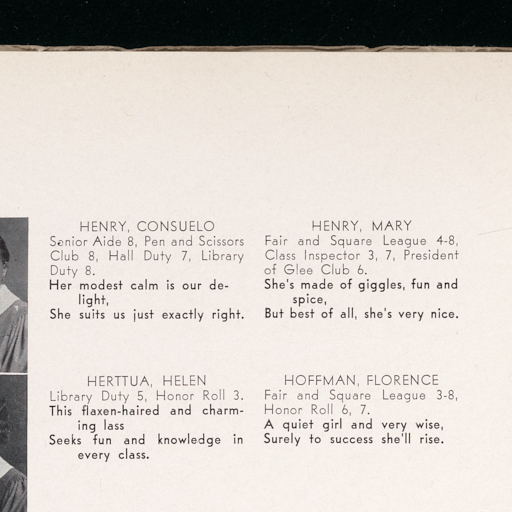 HENRY, CONSUELO
Senior Aide 8, Pen and Scissors
Club 8, Hall Duty 7, Library
Duty 8.
Her modest calm is our de-
light,
She suits us just exactly right.
HENRY, MARY
Fair and Square League 4-8,
Class Inspector 3, 7, President
of Glee Club 6.
She's made of giggles, fun and
spice,
But best of all, she's very nice.
HERTTUA, HELEN
Library Duty 5, Honor Roll 3.
This flaxen-haired and charm-
ing lass
Seeks fun and knowledge in
every class.
HOFFMAN, FLORENCE
Fair and Square League 3-8,
Honor Roll 6, 7.
A quiet girl and very wise,
Surely to success she'll rise.